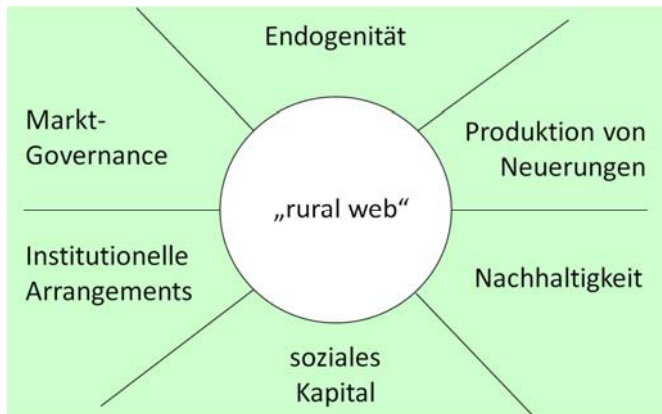 Endogenität
Markt-
Governance
Produktion von
Neuerungen
„rural web“
Institutionelle
Arrangements
Nachhaltigkeit
soziales
Kapital